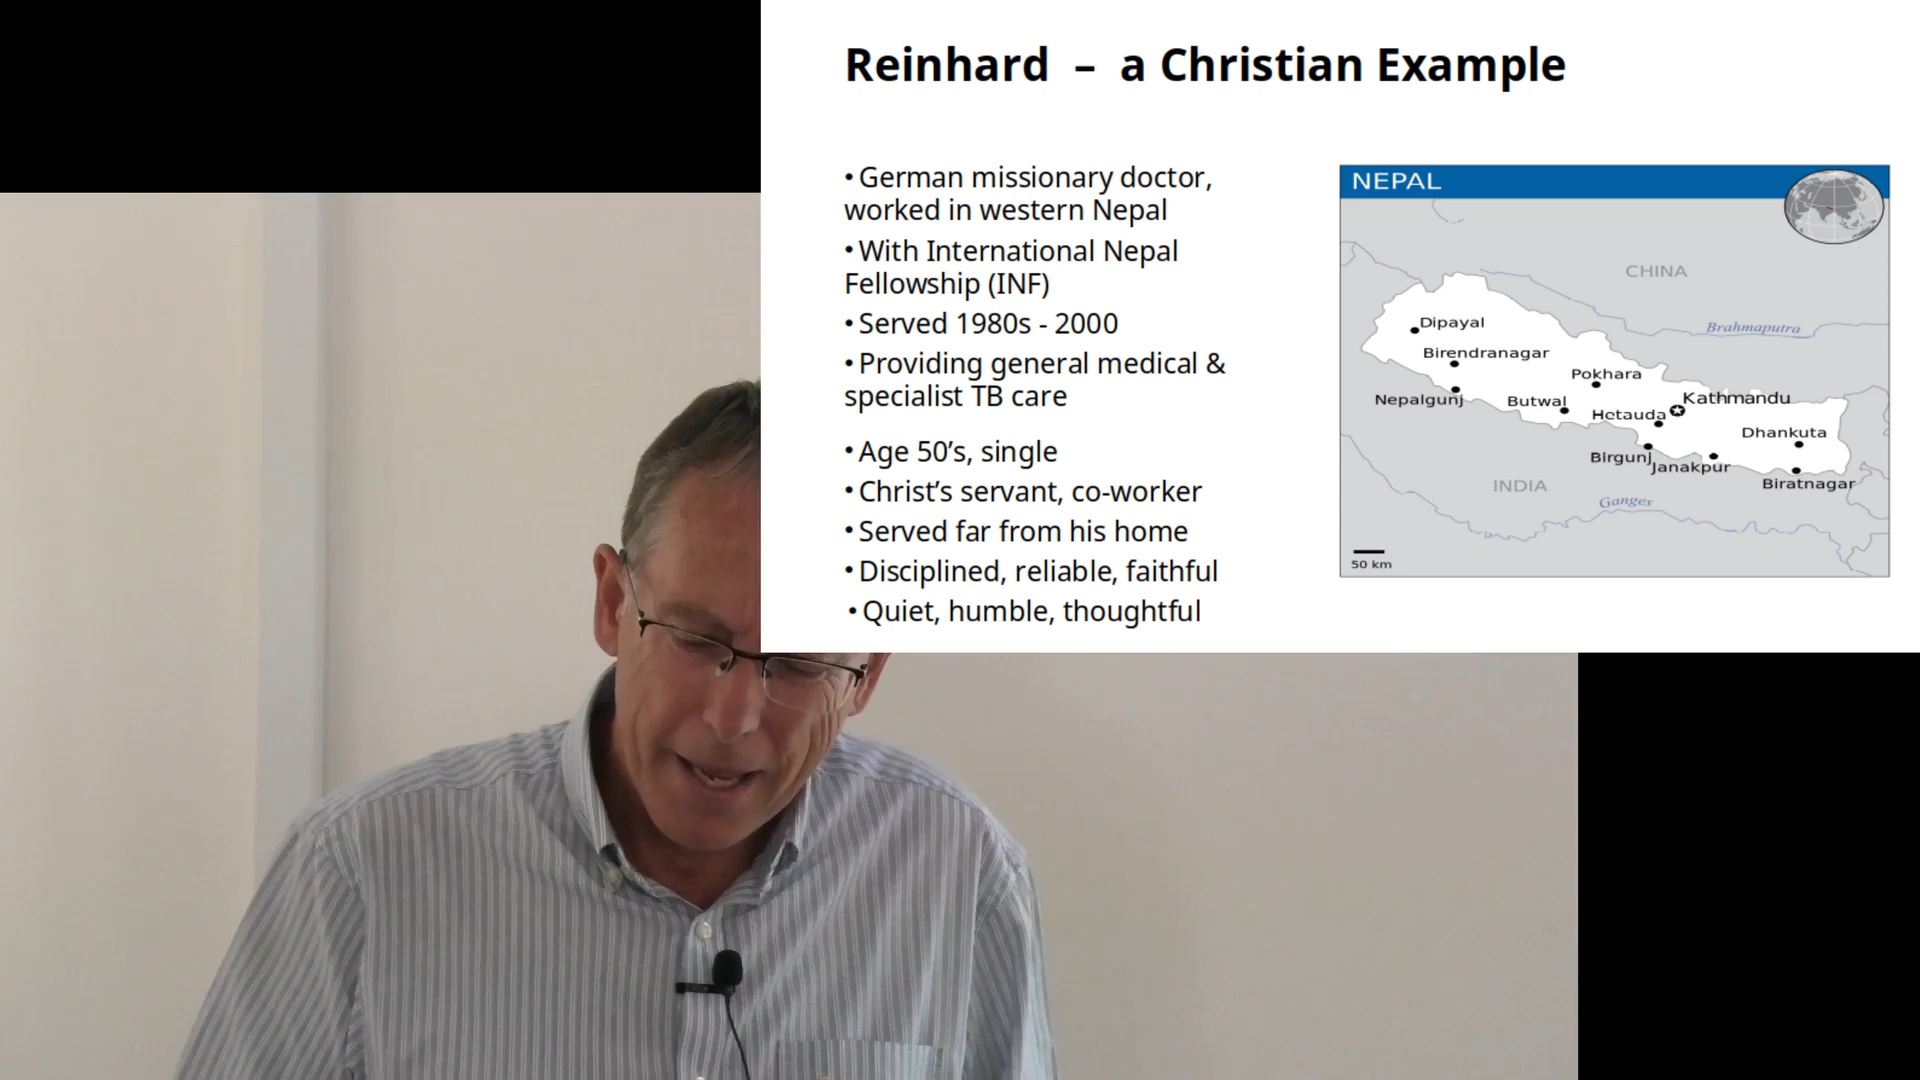 Reinhard – a Christian Example
• German missionary doctor,
worked in western Nepal
• With International Nepal
Fellowship (INF)
• Served 1980s - 2000
• Providing general medical &
specialist TB care
• Age 50’s, single
• Christ’s servant, co-worker
• Served far from his home
• Disciplined, reliable, faithful
• Quiet, humble, thoughtful
NEPAL
CHINA
Brahmaputra
Dipayal
Birendranagar
Pokhara
Nepalgunj
Butwal
Kathmandu
Hetauda
Dhankuta
Birgunj
Janakpur
Biratnagar
INDIA
Ganges
50 km